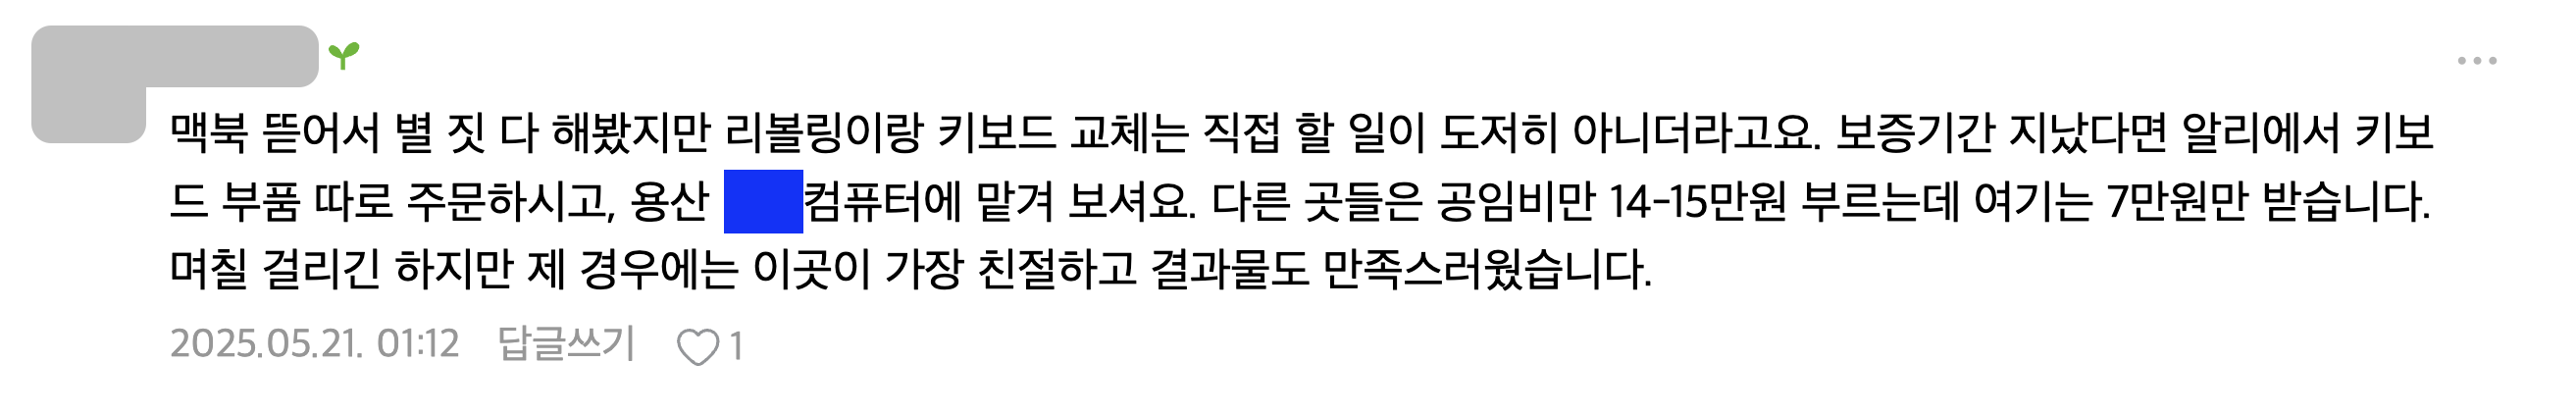 맥북 뜯어서 별 짓 다 해봤지만 리볼링이랑 키보드 교체는 직접 할 일이 도저히 아니더라고요. 보증기간 지났다면 알리에서 키보
드 부품 따로 주문하시고, 용산 컴퓨터에 맡겨 보셔요. 다른 곳들은 공임비만 14-15만원 부르는데 여기는 7만원만 받습니다.
며칠 걸리긴 하지만 제 경우에는 이곳이 가장 친절하고 결과물도 만족스러웠습니다.
2025.05.21. 01:12 답글쓰기 1